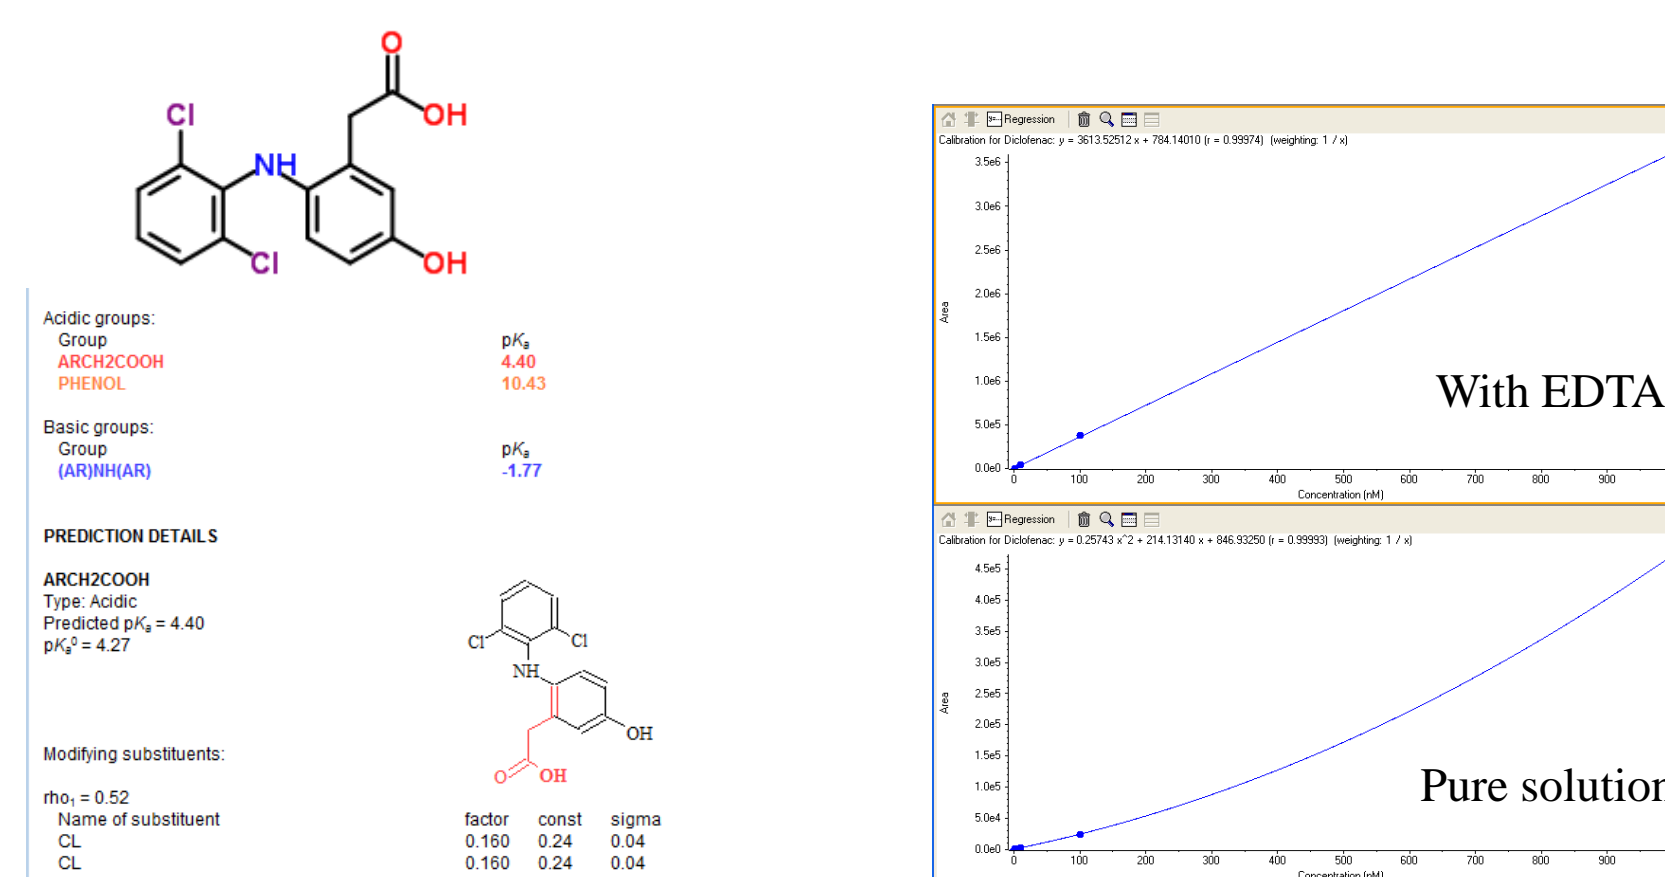 O
OH
Cl
NH
Cl
OH
Acidic groups:
Group pKa
ARCH2COOH 4.40
PHENOL 10.43
Basic groups:
Group pKa
(AR)NH(AR) -1.77
PREDICTION DETAILS
ARCH2COOH
Type: Acidic
Predicted pKa = 4.40
pKa0 = 4.27
Cl Cl
NH
OH
O OH
Modifying substituents:
rho1 = 0.52
Name of substituent factor const sigma
CL 0.160 0.24 0.04
CL 0.160 0.24 0.04
Regression
Calibration for Diclofenac: y = 3613.52512 x + 784.14010 (r = 0.99974) (weighting: 1 / x)
3.5e6
3.0e6
2.5e6
2.0e6
1.5e6
1.0e6
5.0e5
0.0e0
Area
0 100 200 300 400 500 600 700 800 900
Concentration (nM)
With EDTA
Regression
Calibration for Diclofenac: y = 0.25743 x^2 + 214.13140 x + 846.93250 (r = 0.99993) (weighting: 1 / x)
4.5e5
4.0e5
3.5e5
3.0e5
2.5e5
2.0e5
1.5e5
1.0e5
5.0e4
0.0e0
Area
0 100 200 300 400 500 600 700 800 900
Concentration (nM)
Pure solution